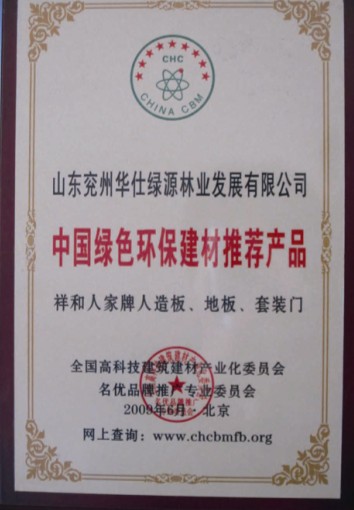 CHC
CHINA CBM
山东兖州华仕绿源林业发展有限公司
中国绿色环保建材推荐产品
祥和人家牌人造板、地板、套装门
全国高科技建筑建材产业化委员会
名优品牌推广专业委员会
2009年6月 北京
网上查询：www.chcbmfb.org